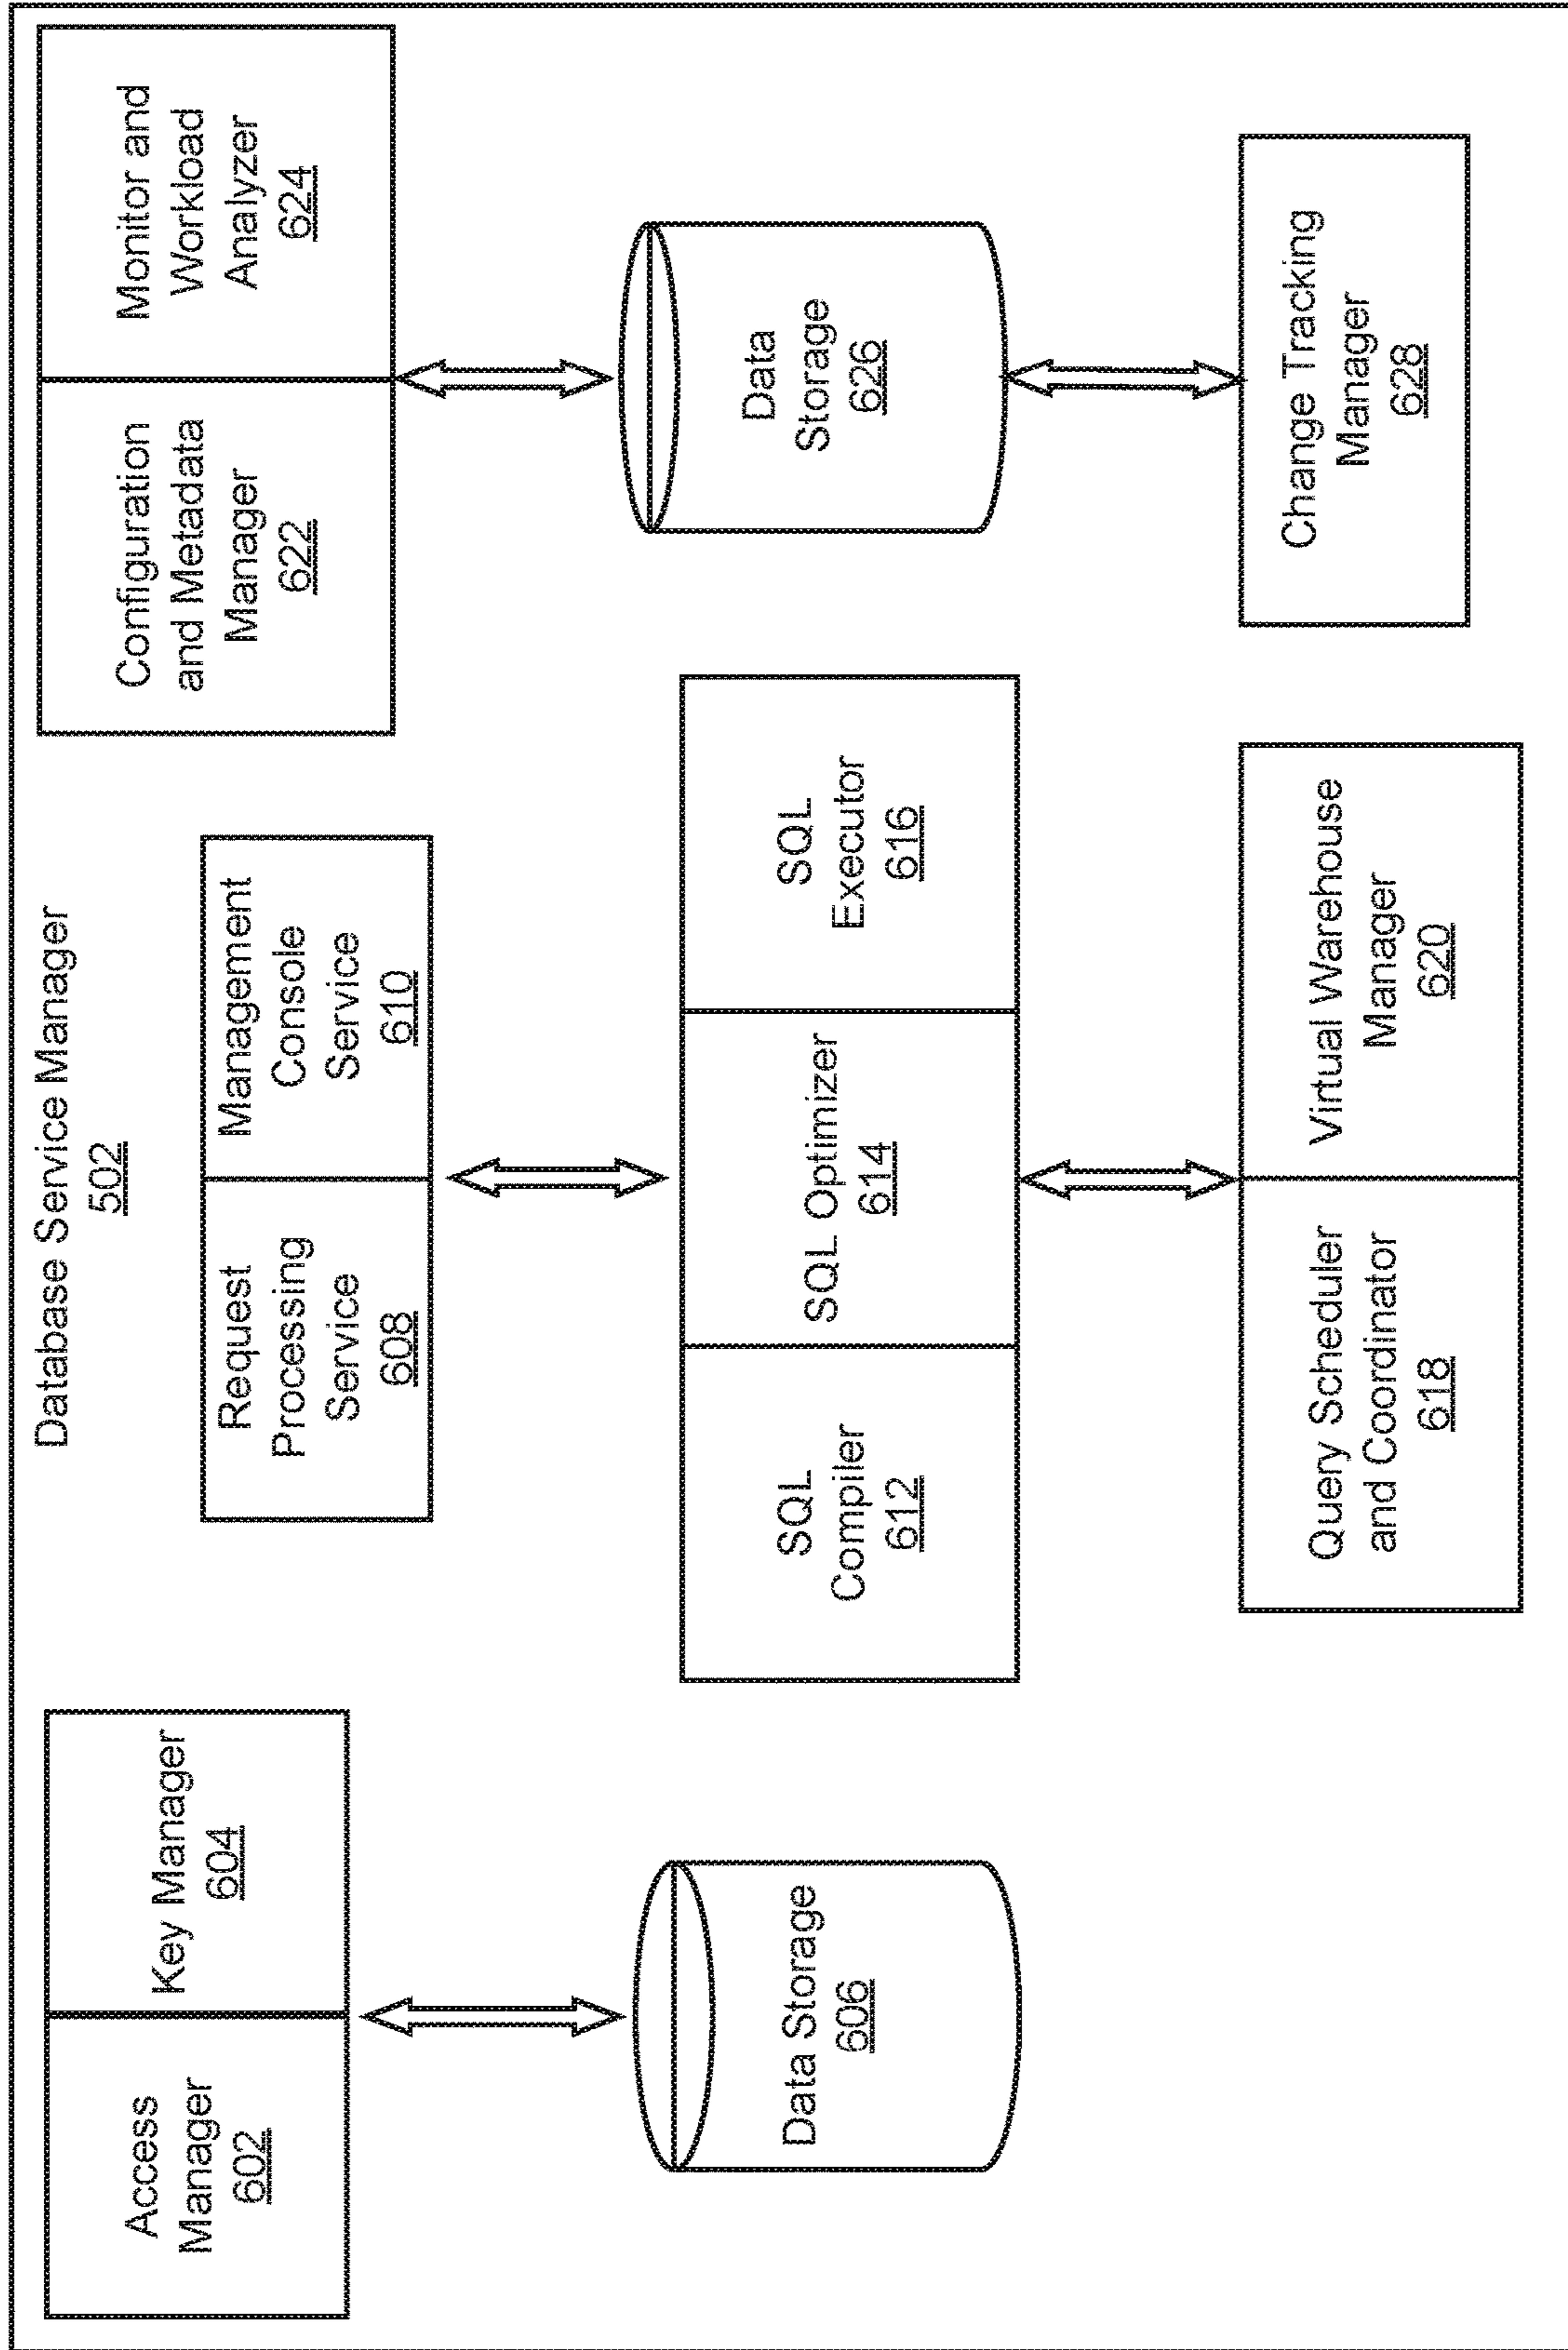 Database Service Manager
502
Access
Manager
602
Key Manager
604
Data Storage
606
Request
Processing
Service
608
Management
Console
Service
610
SQL
Compiler
612
SQL Optimizer
614
SQL
Executor
616
Query Scheduler
and Coordinator
618
Virtual Warehouse
Manager
620
Configuration
and Metadata
Manager
622
Monitor and
Workload
Analyzer
624
Data
Storage
626
Change Tracking
Manager
628